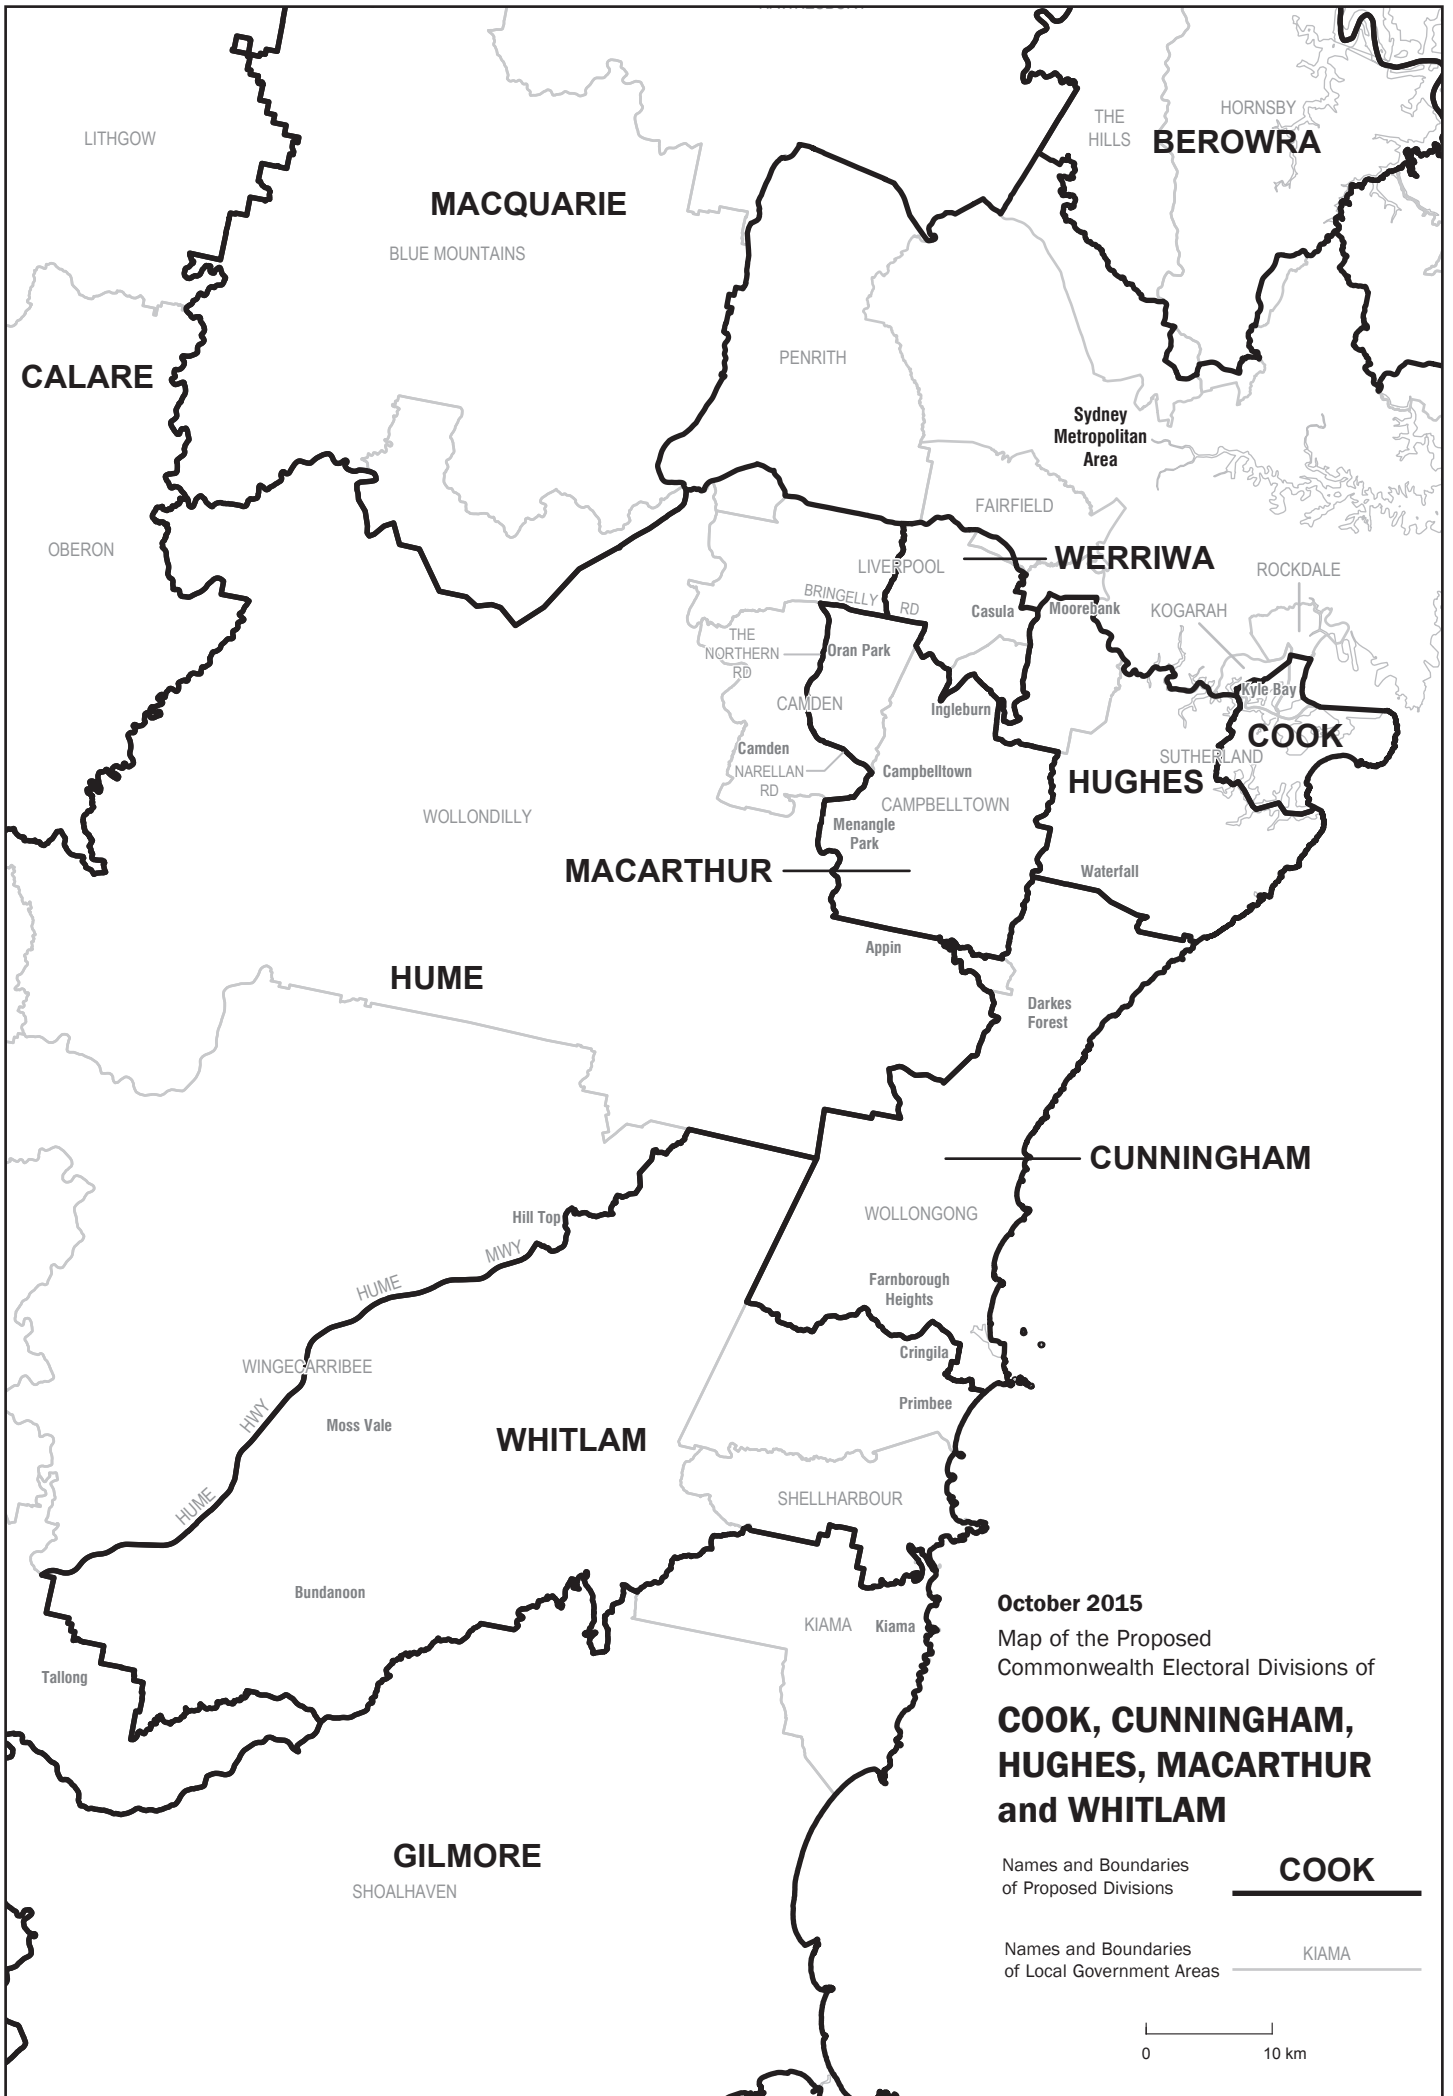 LITHGOW
THE
HILLS
HORNSBY
BEROWRA
MACQUARIE
BLUE MOUNTAINS
CALARE
PENRITH
Sydney
Metropolitan
Area
FAIRFIELD
OBERON
LIVERPOOL
WERRIWA
ROCKDALE
BRINGELLY
RD
Casula
Moorebank
KOGARAH
THE
NORTHERN
RD
Oran Park
Kyle Bay
CAMDEN
Ingleburn
COOK
Camden
NARELLAN
RD
Campbelltown
SUTHERLAND
HUGHES
CAMPBELLTOWN
WOLLONDILLY
Menangle
Park
MACARTHUR
Waterfall
Appin
HUME
Darkes
Forest
CUNNINGHAM
Hill Top
WOLLONGONG
MWY
HUME
Farnborough
Heights
Cringila
WINGECARRIBEE
HWY
Moss Vale
Primbee
WHITLAM
HUME
SHELLHARBOUR
Bundanoon
KIAMA
Kiama
Tallong
GILMORE
SHOALHAVEN
October 2015
Map of the Proposed
Commonwealth Electoral Divisions of
COOK, CUNNINGHAM,
HUGHES, MACARTHUR
and WHITLAM
Names and Boundaries
of Proposed Divisions
COOK
Names and Boundaries
of Local Government Areas
KIAMA
0
10 km